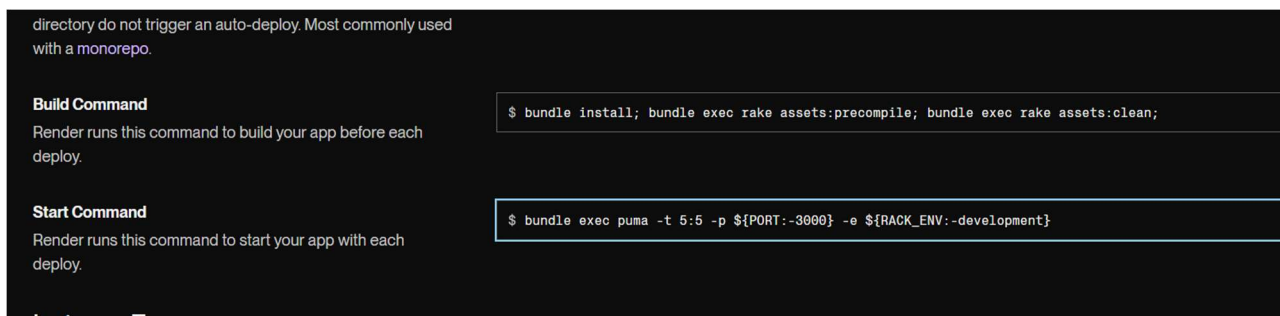 directory do not trigger an auto-deploy. Most commonly used
with a monorepo.
Build Command
Render runs this command to build your app before each
deploy.
$ bundle install; bundle exec rake assets:precompile; bundle exec rake assets:clean;
Start Command
Render runs this command to start your app with each
deploy.
$ bundle exec puma -t 5:5 -p ${PORT:-3000} -e ${RACK_ENV:-development}